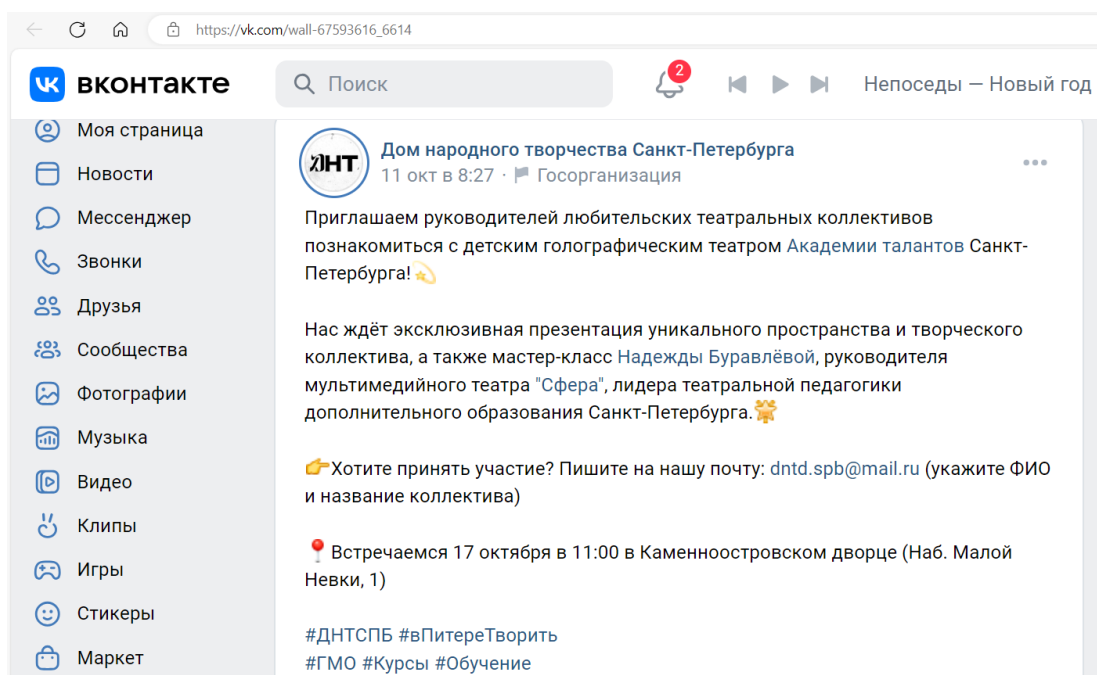 https://vk.com/wall-67593616_6614
вконтакте
Поиск
2
Непоседы — Новый год
Моя страница
Новости
Мессенджер
Звонки
Друзья
Сообщества
Фотографии
Музыка
Видео
Клипы
Игры
Стикеры
Маркет
ДНТ
Дом народного творчества Санкт-Петербурга
11 окт в 8:27 · Госорганизация
Приглашаем руководителей любительских театральных коллективов
познакомиться с детским голографическим театром Академии талантов Санкт-
Петербурга!
Нас ждёт эксклюзивная презентация уникального пространства и творческого
коллектива, а также мастер-класс Надежды Буравлёвой, руководителя
мультимедийного театра "Сфера", лидера театральной педагогики
дополнительного образования Санкт-Петербурга.
Хотите принять участие? Пишите на нашу почту: dntd.spb@mail.ru (укажите ФИО
и название коллектива)
Встречаемся 17 октября в 11:00 в Каменноостровском дворце (Наб. Малой
Невки, 1)
#ДНТСПБ #вПитереТворить
#ГМО #Курсы #Обучение